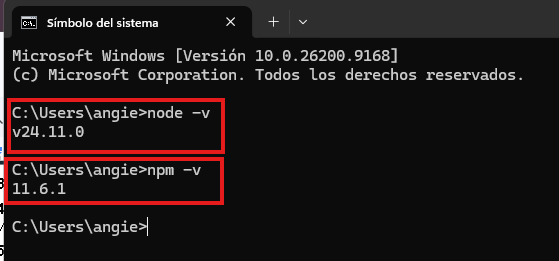 Símbolo del sistema
Microsoft Windows [Versión 10.0.26200.9168]
(c) Microsoft Corporation. Todos los derechos reservados.
C:\Users\angie>node -v
v24.11.0
C:\Users\angie>npm -v
11.6.1
C:\Users\angie>